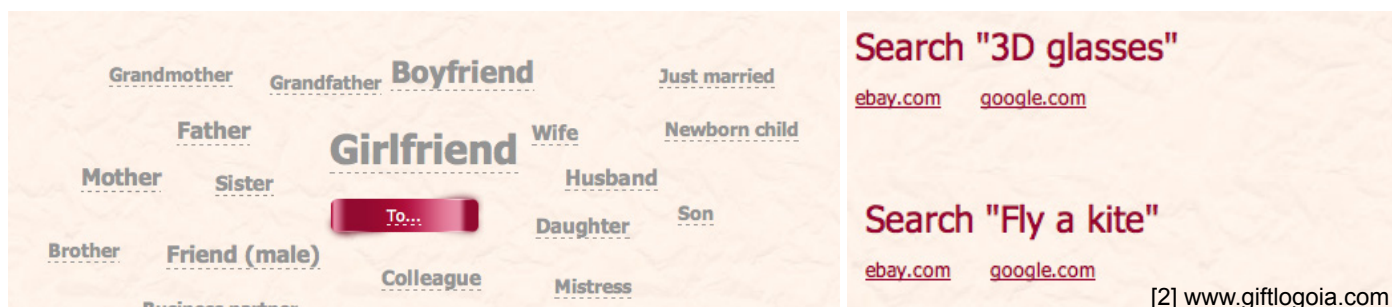 Grandmother Grandfather Boyfriend Just married
Father Girlfriend Wife Newborn child
Mother Sister Husband
To... Daughter Son
Brother Friend (male) Colleague Mistress
Business partner
Search "3D glasses"
ebay.com google.com
Search "Fly a kite"
ebay.com google.com
[2] www.giftlogoia.com